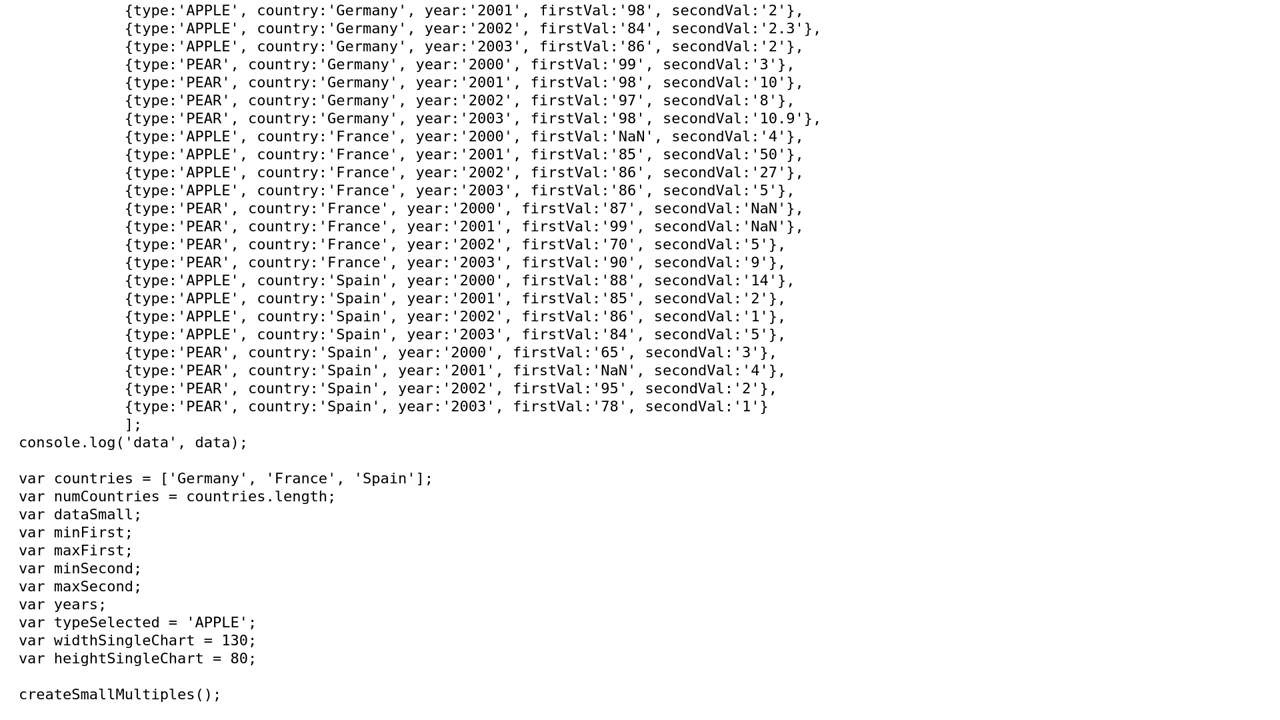 {type:'APPLE', country:'Germany', year:'2001', firstVal:'98', secondVal:'2'},
{type:'APPLE', country:'Germany', year:'2002', firstVal:'84', secondVal:'2.3'},
{type:'APPLE', country:'Germany', year:'2003', firstVal:'86', secondVal:'2'},
{type:'PEAR', country:'Germany', year:'2000', firstVal:'99', secondVal:'3'},
{type:'PEAR', country:'Germany', year:'2001', firstVal:'98', secondVal:'10'},
{type:'PEAR', country:'Germany', year:'2002', firstVal:'97', secondVal:'8'},
{type:'PEAR', country:'Germany', year:'2003', firstVal:'98', secondVal:'10.9'},
{type:'APPLE', country:'France', year:'2000', firstVal:'NaN', secondVal:'4'},
{type:'APPLE', country:'France', year:'2001', firstVal:'85', secondVal:'50'},
{type:'APPLE', country:'France', year:'2002', firstVal:'86', secondVal:'27'},
{type:'APPLE', country:'France', year:'2003', firstVal:'86', secondVal:'5'},
{type:'PEAR', country:'France', year:'2000', firstVal:'87', secondVal:'NaN'},
{type:'PEAR', country:'France', year:'2001', firstVal:'99', secondVal:'NaN'},
{type:'PEAR', country:'France', year:'2002', firstVal:'70', secondVal:'5'},
{type:'PEAR', country:'France', year:'2003', firstVal:'90', secondVal:'9'},
{type:'APPLE', country:'Spain', year:'2000', firstVal:'88', secondVal:'14'},
{type:'APPLE', country:'Spain', year:'2001', firstVal:'85', secondVal:'2'},
{type:'APPLE', country:'Spain', year:'2002', firstVal:'86', secondVal:'1'},
{type:'APPLE', country:'Spain', year:'2003', firstVal:'84', secondVal:'5'},
{type:'PEAR', country:'Spain', year:'2000', firstVal:'65', secondVal:'3'},
{type:'PEAR', country:'Spain', year:'2001', firstVal:'NaN', secondVal:'4'},
{type:'PEAR', country:'Spain', year:'2002', firstVal:'95', secondVal:'2'},
{type:'PEAR', country:'Spain', year:'2003', firstVal:'78', secondVal:'1'}
];
console.log('data', data);
var countries = ['Germany', 'France', 'Spain'];
var numCountries = countries.length;
var dataSmall;
var minFirst;
var maxFirst;
var minSecond;
var maxSecond;
var years;
var typeSelected = 'APPLE';
var widthSingleChart = 130;
var heightSingleChart = 80;
createSmallMultiples();